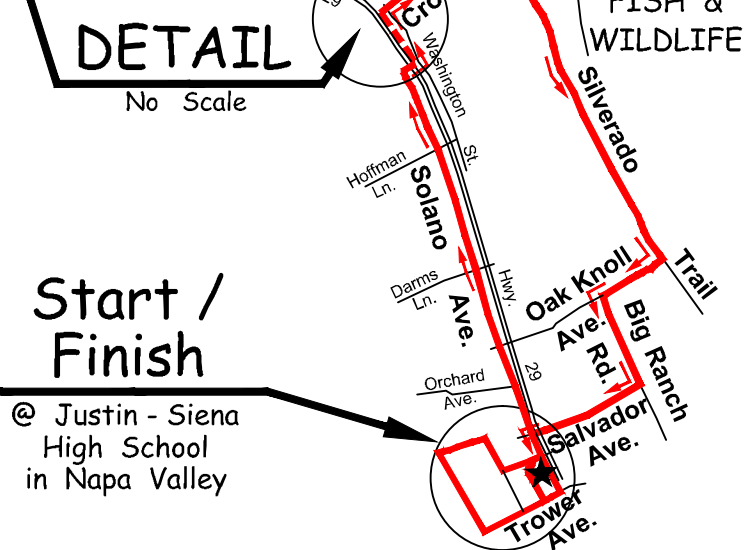 29
Cro
FISH &
WILDLIFE
DETAIL
No Scale
Washington
St.
Silverado
Trail
Hoffman
Ln.
Solano
Ave.
Darms
Ln.
Hwy.
29
Oak Knoll
Ave.
Big Ranch
Rd.
Start /
Finish
@ Justin - Siena
High School
in Napa Valley
Orchard
Ave.
Salvador
Ave.
Trower
Ave.